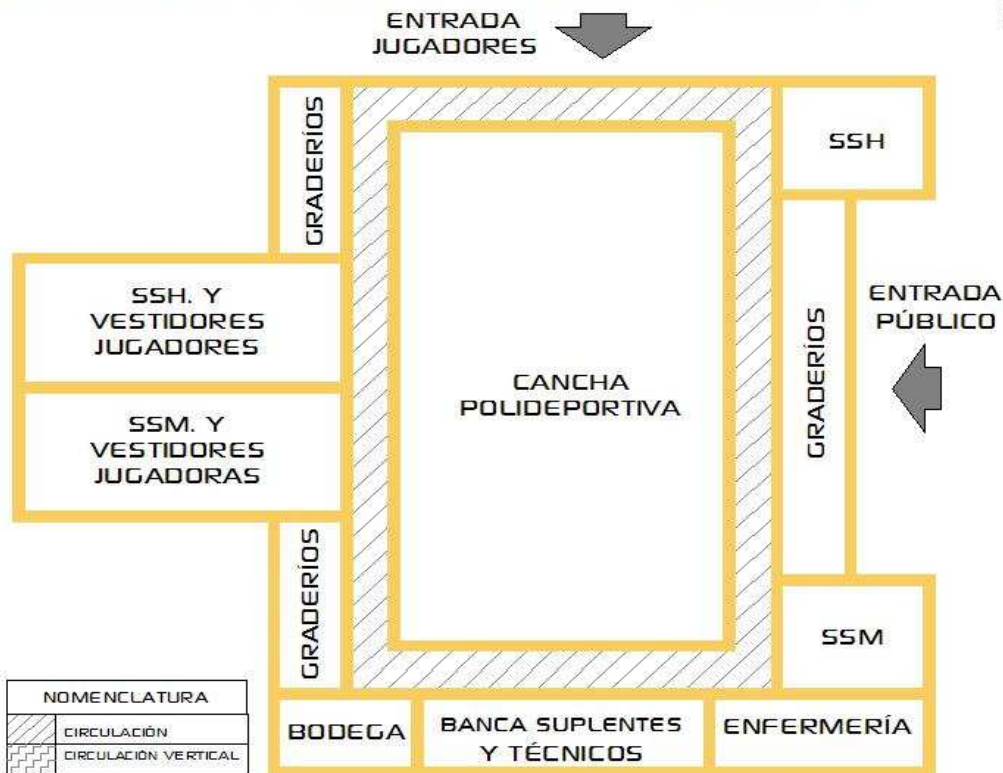 ENTRADA
JUGADORES
GRADERÍOS
SSH
SSH. Y
VESTIDORES
JUGADORES
ENTRADA
PÚBLICO
GRADERÍOS
CANCHA
POLIDEPORTIVA
SSM. Y
VESTIDORES
JUGADORAS
GRADERÍOS
SSM
NOMENCLATURA
CIRCULACIÓN
CIRCULACIÓN VERTICAL
BODEGA
BANCA SUPLENTES
Y TÉCNICOS
ENFERMERÍA